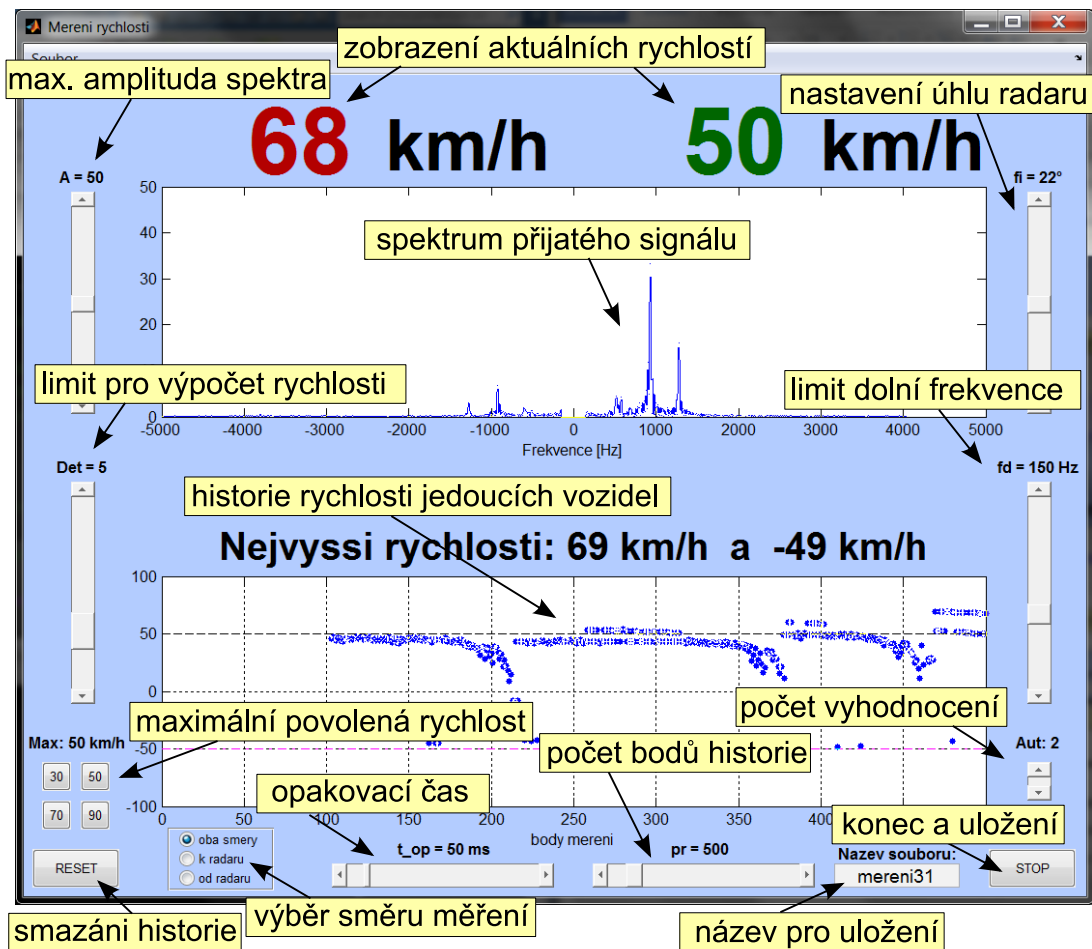 Mereni rychlosti
zobrazení aktuálních rychlostí
max. amplituda spektra
nastavení úhlu radaru
68 km/h 50 km/h
A = 50
fi = 22°
50
40
30
20
0
spektrum přijatého signálu
limit pro výpočet rychlosti
limit dolní frekvence
-5000 -4000 -3000 -2000 -1000 0 1000 2000 3000 4000 5000
Frekvence [Hz]
Det = 5
fd = 150 Hz
historie rychlosti jedoucích vozidel
Nejvyssi rychlosti: 69 km/h a -49 km/h
100
50
0
-50
-100
maximální povolená rychlost
počet vyhodnocení
Max: 50 km/h
Aut: 2
30 50
70 90
počet bodů historie
opakovací čas
0 50 100 150 200 250 300 350 400
body mereni
konec a uložení
oba smery
k radaru
od radaru
t_op = 50 ms
pr = 500
Nazev souboru:
mereni31
RESET
STOP
smazáni historie
výběr směru měření
název pro uložení